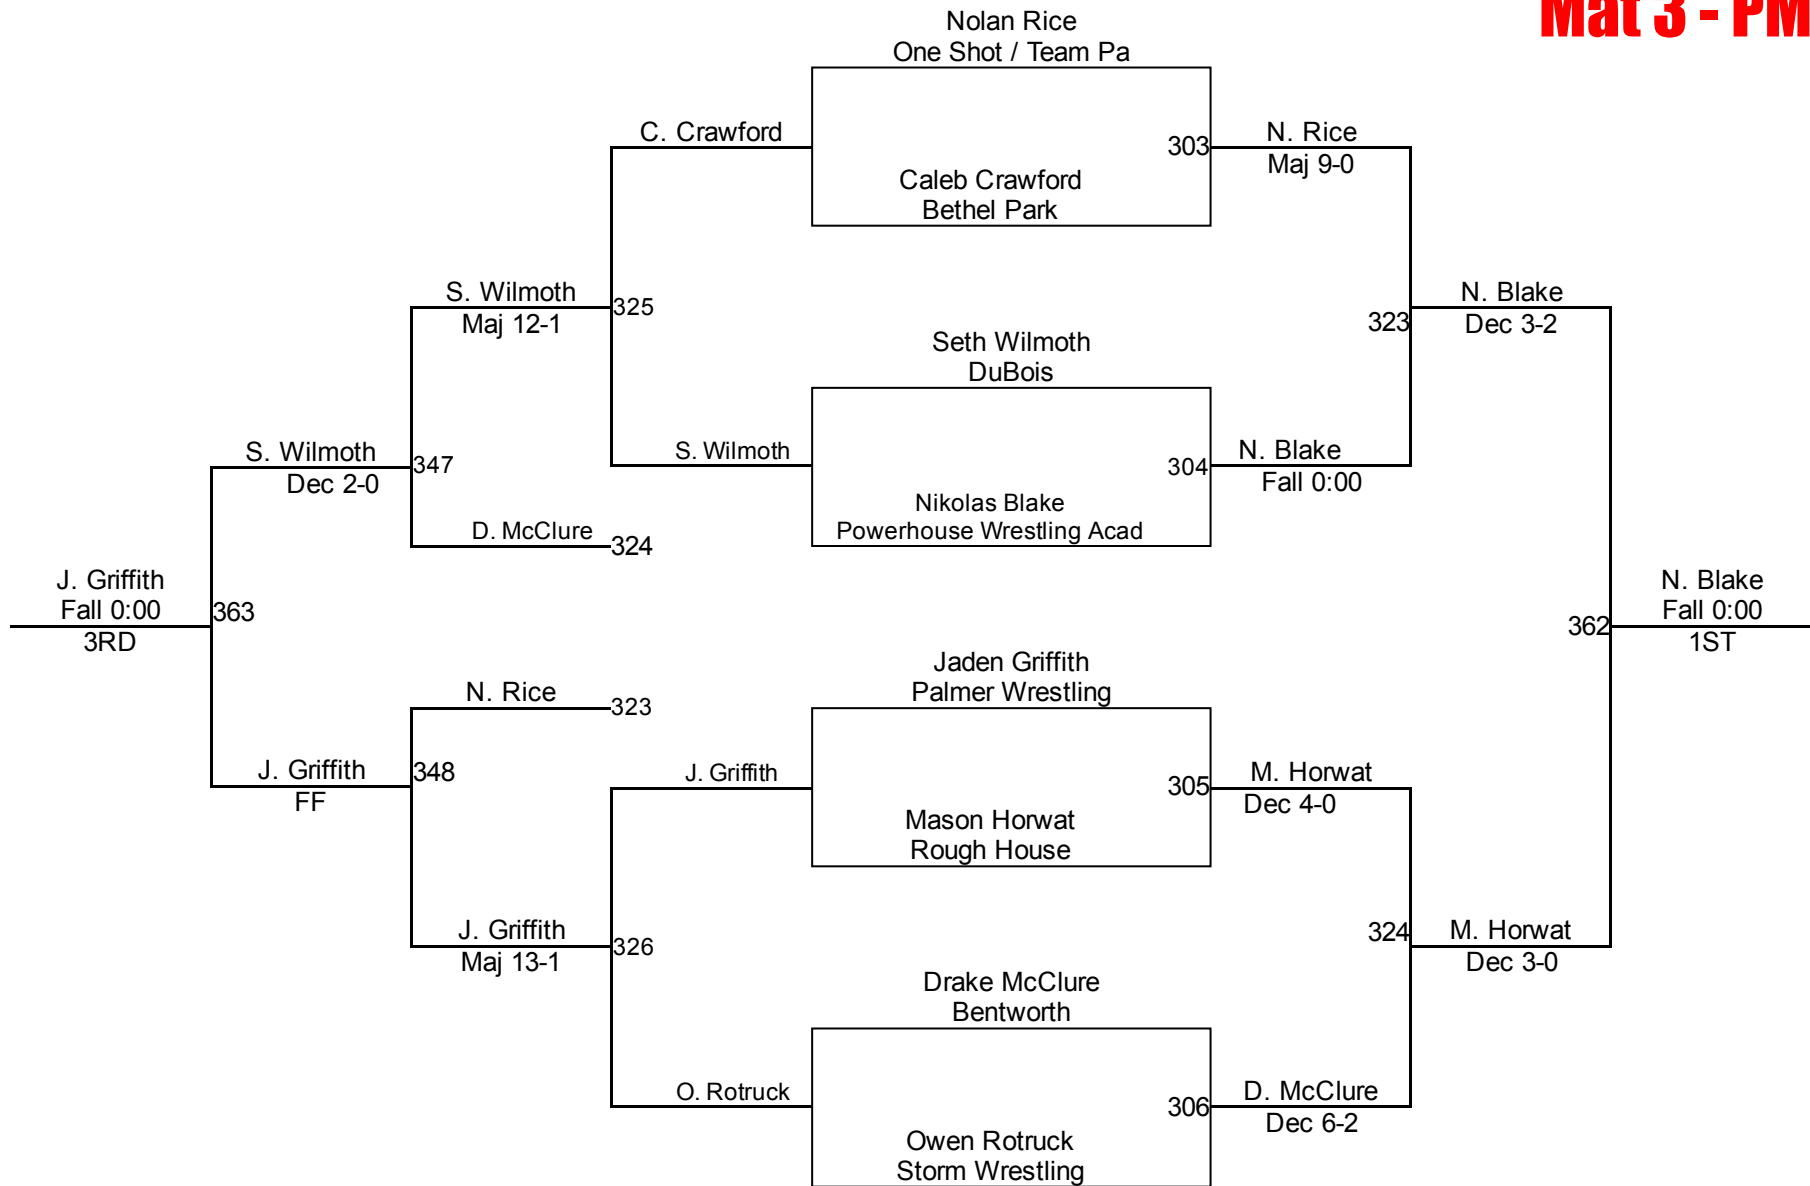 Mat 3 - PM
Nolan Rice
One Shot / Team Pa
C. Crawford
303
N. Rice
Maj 9-0
Caleb Crawford
Bethel Park
S. Wilmoth
Maj 12-1
325
N. Blake
Dec 3-2
323
Seth Wilmoth
DuBois
S. Wilmoth
Dec 2-0
347
S. Wilmoth
304
N. Blake
Fall 0:00
Nikolas Blake
Powerhouse Wrestling Acad
D. McClure
324
J. Griffith
Fall 0:00
3RD
363
362
N. Blake
Fall 0:00
1ST
N. Rice
323
Jaden Griffith
Palmer Wrestling
J. Griffith
FF
348
J. Griffith
305
M. Horwat
Dec 4-0
Mason Horwat
Rough House
J. Griffith
Maj 13-1
326
324
M. Horwat
Dec 3-0
Drake McClure
Bentworth
O. Rotruck
306
D. McClure
Dec 6-2
Owen Rotruck
Storm Wrestling